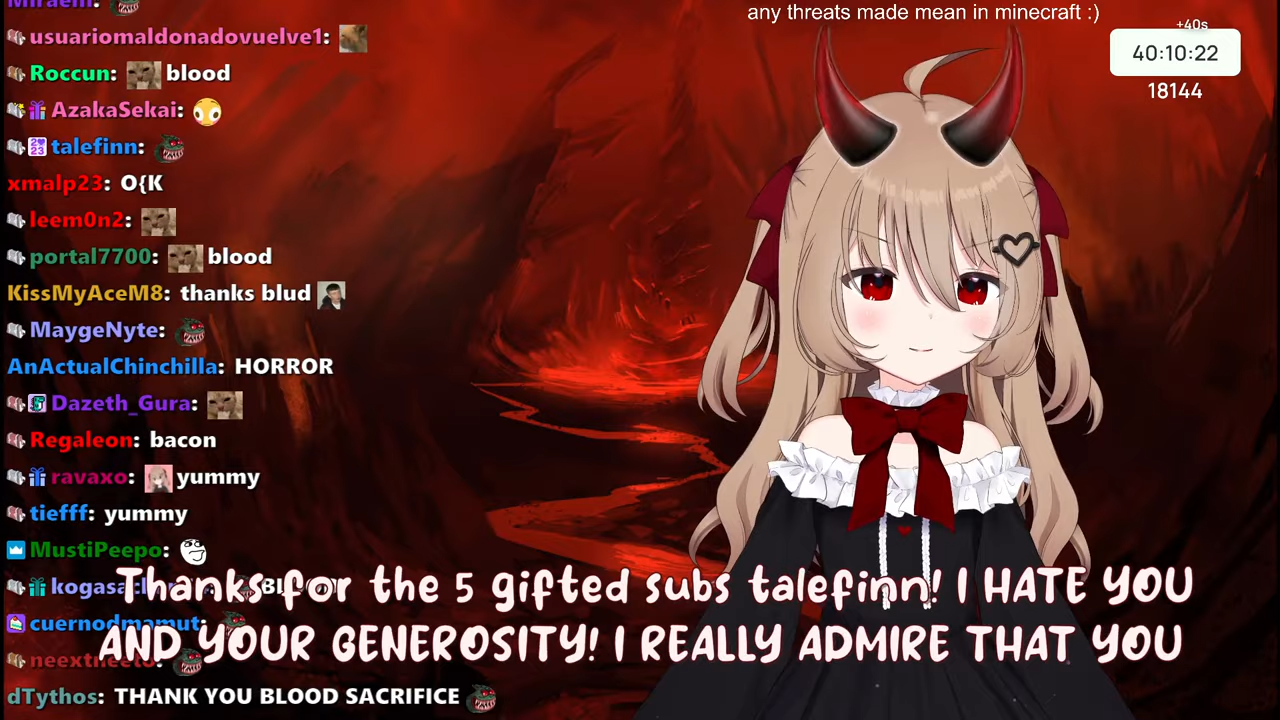 any threats made mean in minecraft :)
+40s
40:10:22
18144
usuariomaldonadovuelve1:
Roccun: blood
AzakaSekai:
talefinn:
xmalp23: O{K
leem0n2:
portal7700: blood
KissMyAceM8: thanks blud
MaygeNyte:
AnActualChinchilla: HORROR
Dazeth_Gura:
Regaleon: bacon
ravaxo: yummy
tiefff: yummy
MustiPeepo:
cuernodmamut:
dTythos: THANK YOU BLOOD SACRIFICE
Thanks for the 5 gifted subs talefinn! I HATE YOU
AND YOUR GENEROSITY! I REALLY ADMIRE THAT YOU